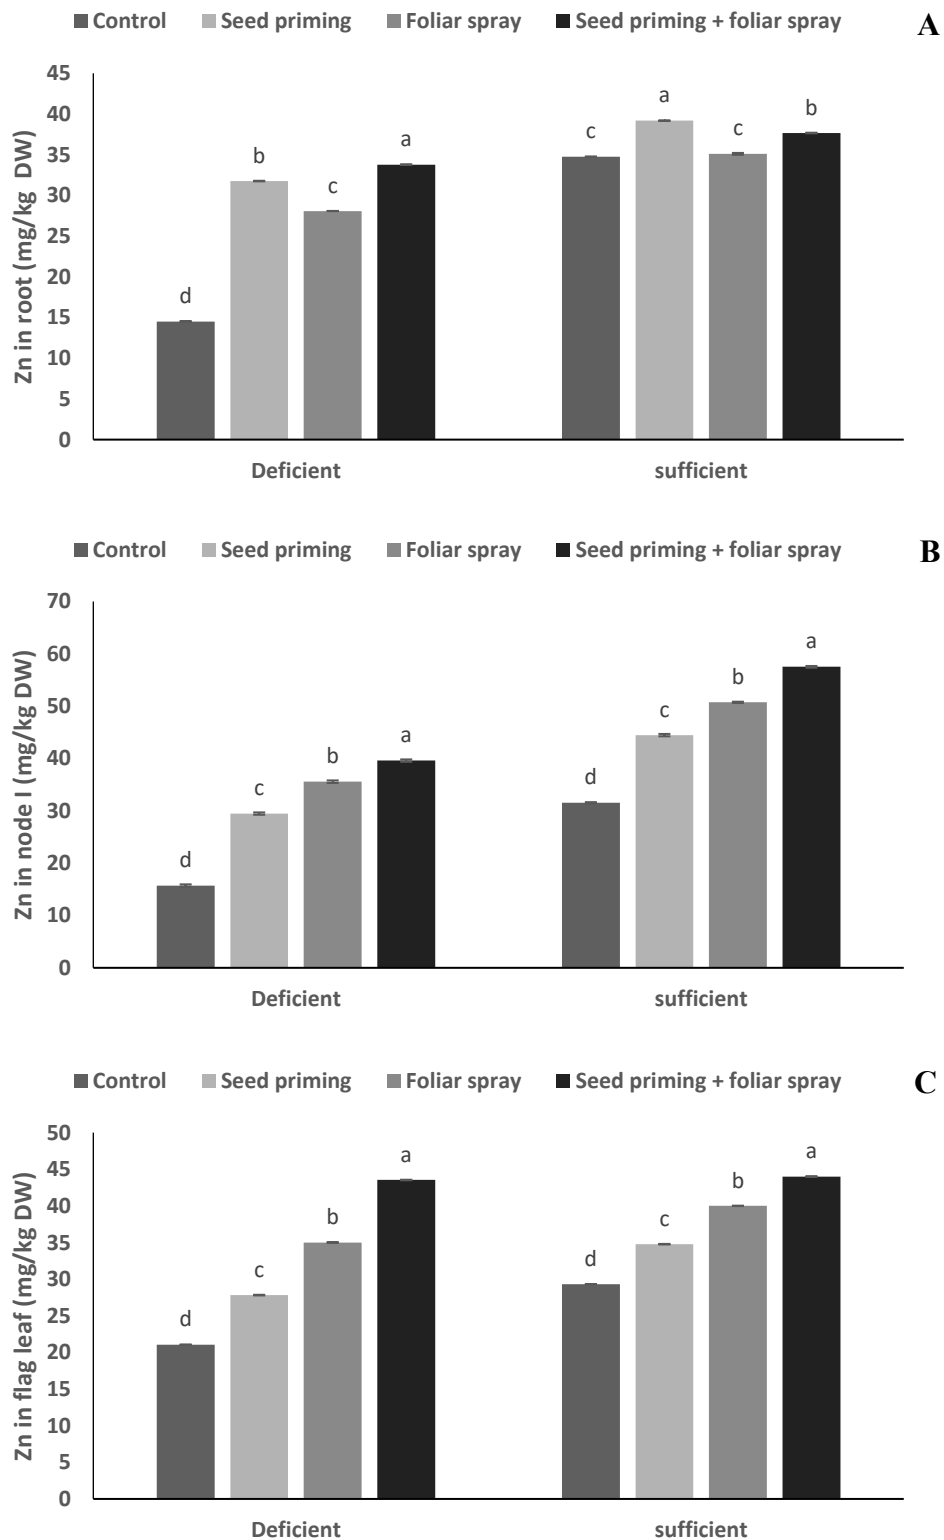 Control Seed priming Foliar spray Seed priming + foliar spray A
45
40
35
30
25
20
15
10
5
0
Zn in root (mg/kg DW)
d b c a c a c b
Deficient sufficient
Control Seed priming Foliar spray Seed priming + foliar spray B
70
60
50
40
30
20
10
0
Zn in node I (mg/kg DW)
d c b a d c b a
Deficient sufficient
Control Seed priming Foliar spray Seed priming + foliar spray C
50
45
40
35
30
25
20
15
10
5
0
Zn in flag leaf (mg/kg DW)
d c b a d c b a
Deficient sufficient